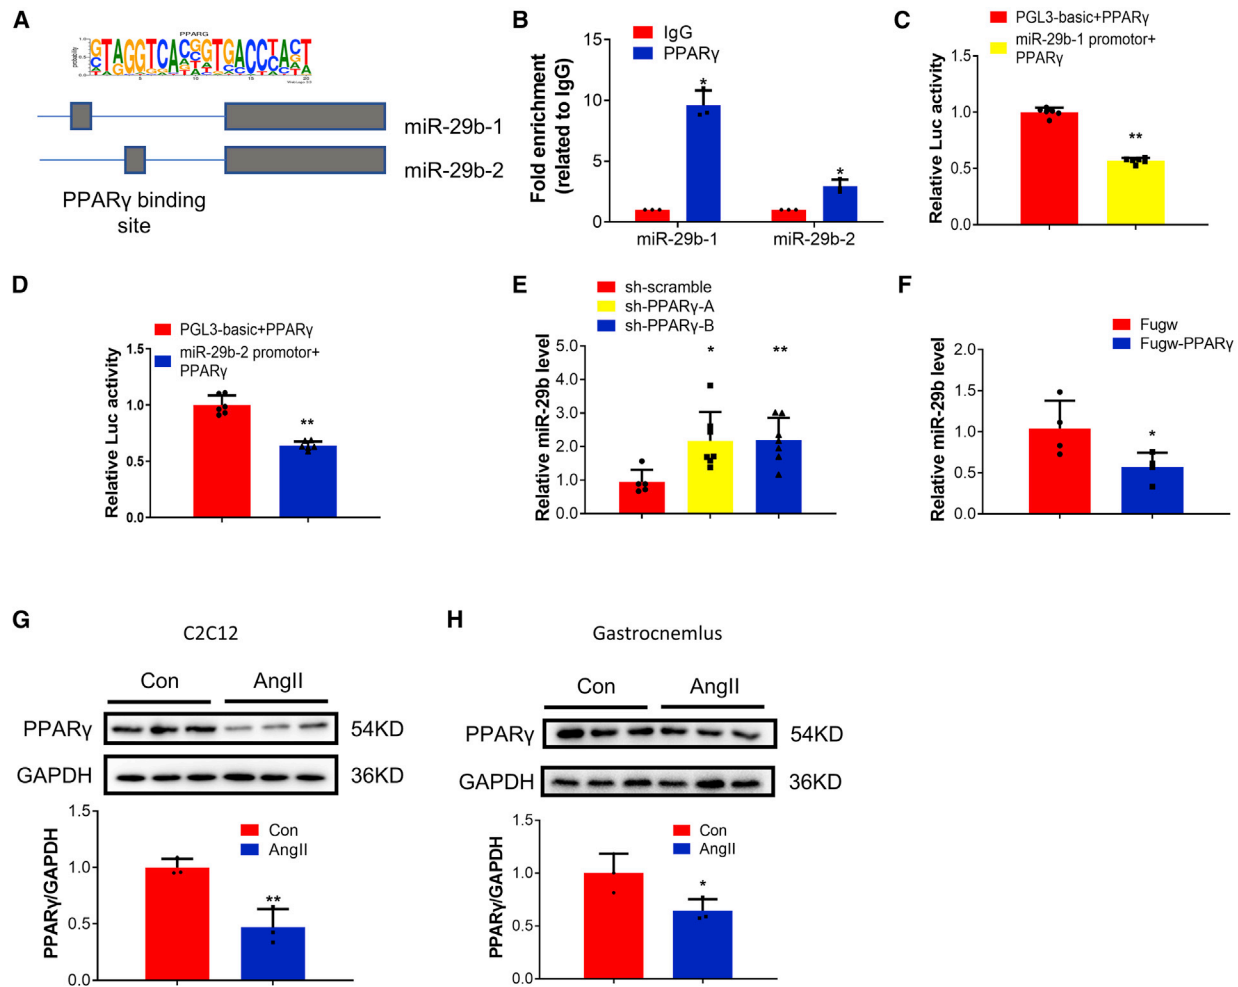 A
PPARG
probability
GTAGGTCACGGTGACCTACT
5 10 15 20
miR-29b-1
miR-29b-2
PPARγ binding
site
B
IgG
PPARγ
Fold enrichment
(related to IgG)
15
10
5
0
*
*
miR-29b-1
miR-29b-2
C
PGL3-basic+PPARγ
miR-29b-1 promotor+
PPARγ
Relative Luc activity
1.5
1.0
0.5
0.0
**
D
PGL3-basic+PPARγ
miR-29b-2 promotor+
PPARγ
Relative Luc activity
1.5
1.0
0.5
0.0
**
E
sh-scramble
sh-PPARγ-A
sh-PPARγ-B
Relative miR-29b level
5.0
4.0
3.0
2.0
1.0
0.0
*
**
F
Fugw
Fugw-PPARγ
Relative miR-29b level
2.0
1.5
1.0
0.5
0.0
*
G
C2C12
Con
AngII
PPARγ
54KD
GAPDH
36KD
PPARγ/GAPDH
1.5
1.0
0.5
0.0
Con
AngII
**
H
Gastrocnemlus
Con
AngII
PPARγ
54KD
GAPDH
36KD
PPARγ/GAPDH
1.5
1.0
0.5
0.0
Con
AngII
*